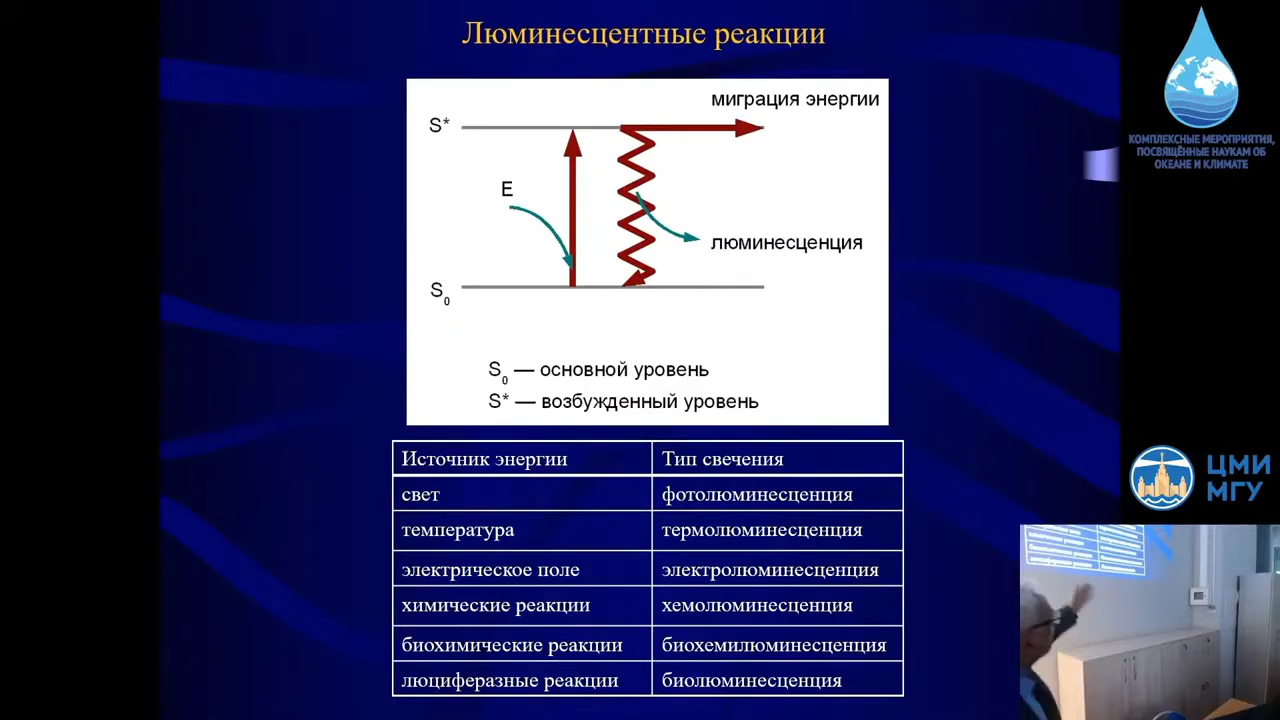 Люминесцентные реакции
миграция энергии
S*
E
люминесценция
S0
S0 — основной уровень
S* — возбужденный уровень
Источник энергии Тип свечения
свет фотолюминесценция
температура термолюминесценция
электрическое поле электролюминесценция
химические реакции хемолюминесценция
биохимические реакции биохемилюминесценция
люциферазные реакции биолюминесценция
КОМПЛЕКСНЫЕ МЕРОПРИЯТИЯ,
ПОСВЯЩЁННЫЕ НАУКАМ ОБ
ОКЕАНЕ И КЛИМАТЕ
ЦМИ
МГУ